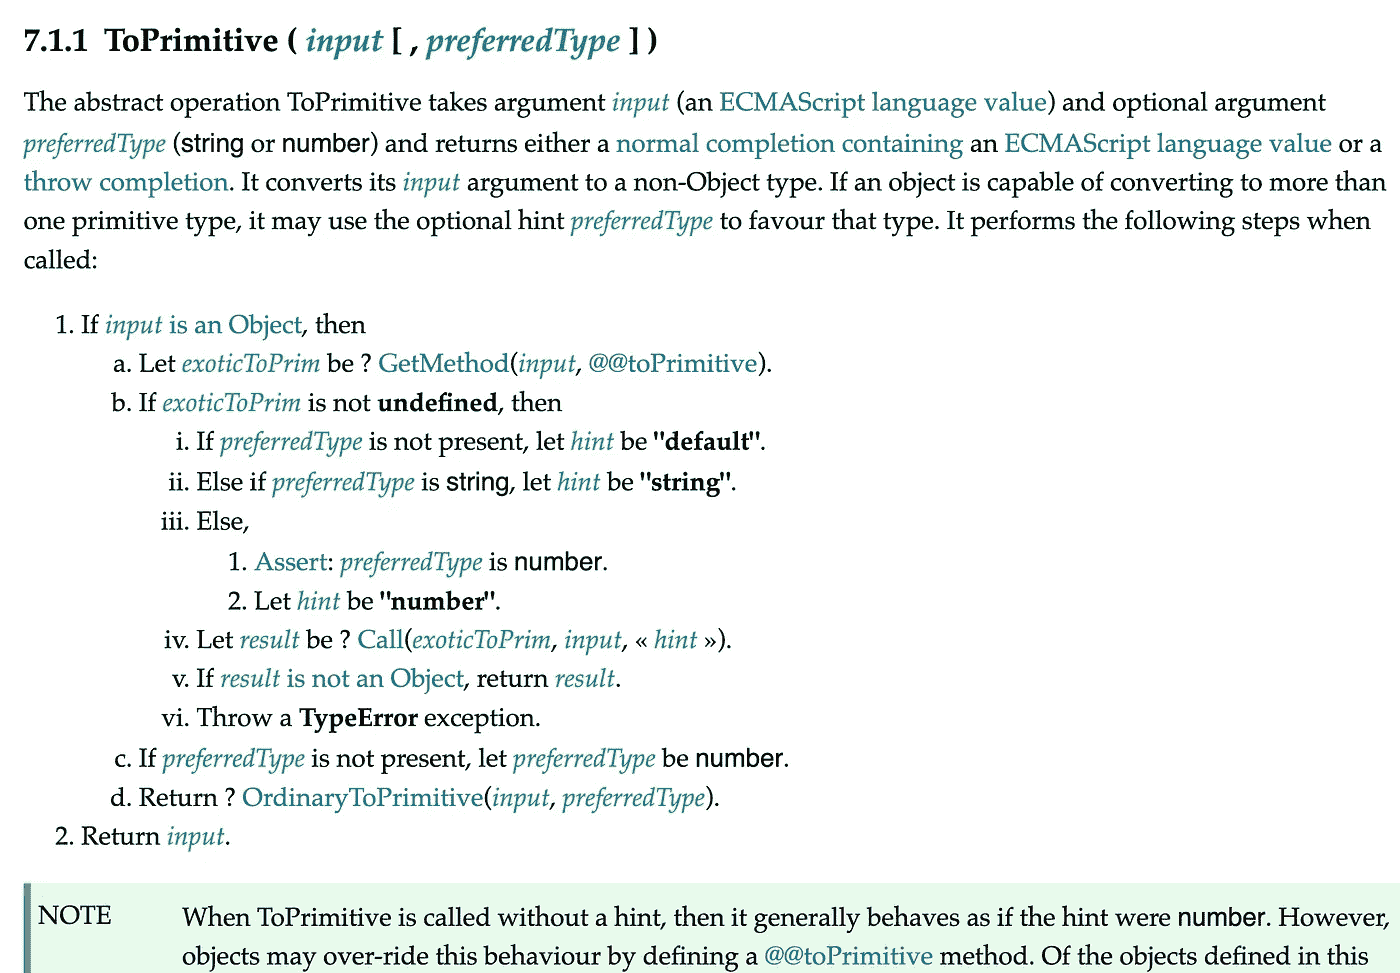 7.1.1 ToPrimitive ( input [ , preferredType ] )
The abstract operation ToPrimitive takes argument input (an ECMAScript language value) and optional argument
preferredType (string or number) and returns either a normal completion containing an ECMAScript language value or a
throw completion. It converts its input argument to a non-Object type. If an object is capable of converting to more than
one primitive type, it may use the optional hint preferredType to favour that type. It performs the following steps when
called:
1. If input is an Object, then
a. Let exoticToPrim be ? GetMethod(input, @@toPrimitive).
b. If exoticToPrim is not undefined, then
i. If preferredType is not present, let hint be "default".
ii. Else if preferredType is string, let hint be "string".
iii. Else,
1. Assert: preferredType is number.
2. Let hint be "number".
iv. Let result be ? Call(exoticToPrim, input, « hint »).
v. If result is not an Object, return result.
vi. Throw a TypeError exception.
c. If preferredType is not present, let preferredType be number.
d. Return ? OrdinaryToPrimitive(input, preferredType).
2. Return input.
NOTE When ToPrimitive is called without a hint, then it generally behaves as if the hint were number. However,
objects may over-ride this behaviour by defining a @@toPrimitive method. Of the objects defined in this